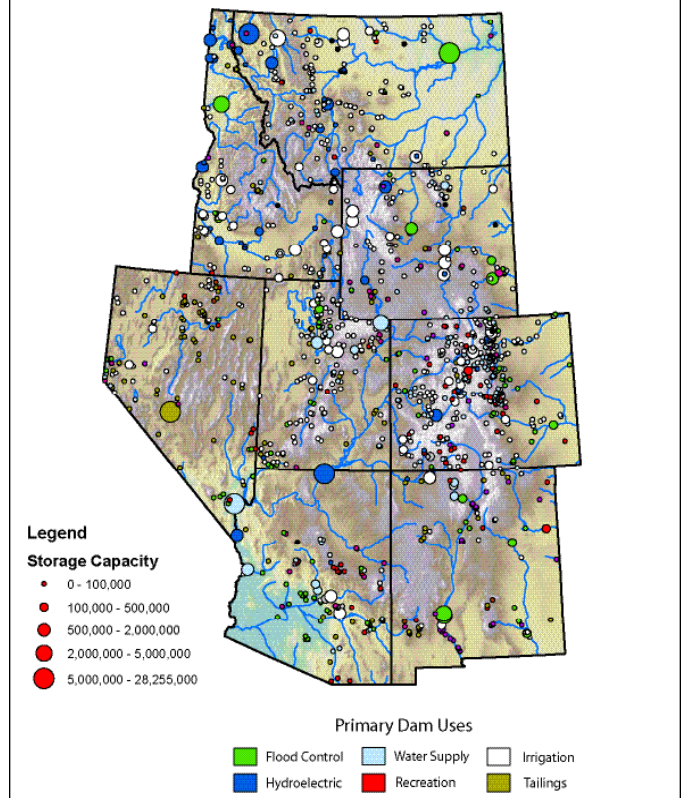 Legend
Storage Capacity
0 - 100,000
100,000 - 500,000
500,000 - 2,000,000
2,000,000 - 5,000,000
5,000,000 - 28,255,000
Primary Dam Uses
Flood Control Water Supply Irrigation
Hydroelectric Recreation Tailings